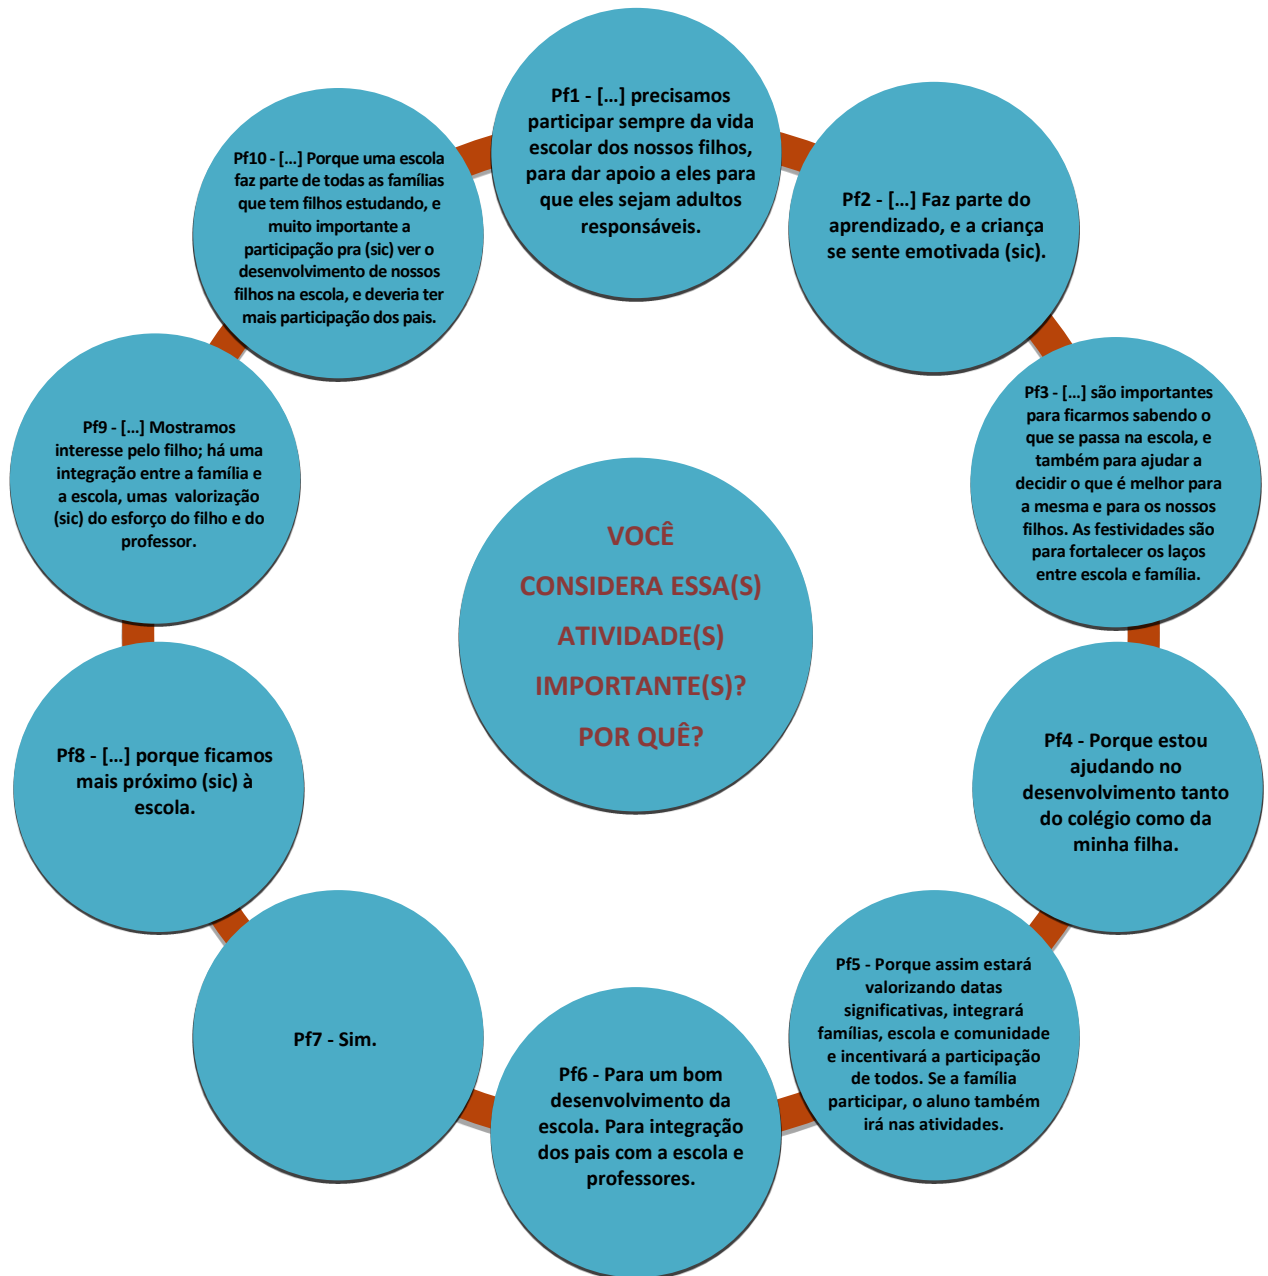 Pf1 - [...] precisamos
participar sempre da vida
escolar dos nossos filhos,
para dar apoio a eles para
que eles sejam adultos
responsáveis.
Pf2 - [...] Faz parte do
aprendizado, e a criança
se sente emotivada (sic).
Pf3 - [...] são importantes
para ficarmos sabendo o
que se passa na escola, e
também para ajudar a
decidir o que é melhor para
a mesma e para os nossos
filhos. As festividades são
para fortalecer os laços
entre escola e família.
Pf4 - Porque estou
ajudando no
desenvolvimento tanto
do colégio como da
minha filha.
Pf5 - Porque assim estará
valorizando datas
significativas, integrará
famílias, escola e comunidade
e incentivará a participação
de todos. Se a família
participar, o aluno também
irá nas atividades.
Pf6 - Para um bom
desenvolvimento da
escola. Para integração
dos pais com a escola e
professores.
Pf7 - Sim.
Pf8 - [...] porque ficamos
mais próximo (sic) à
escola.
Pf9 - [...] Mostramos
interesse pelo filho; há uma
integração entre a família e
a escola, umas valorização
(sic) do esforço do filho e do
professor.
Pf10 - [...] Porque uma escola
faz parte de todas as famílias
que tem filhos estudando, e
muito importante a
participação pra (sic) ver o
desenvolvimento de nossos
filhos na escola, e deveria ter
mais participação dos pais.
VOCÊ
CONSIDERA ESSA(S)
ATIVIDADE(S)
IMPORTANTE(S)?
POR QUÊ?